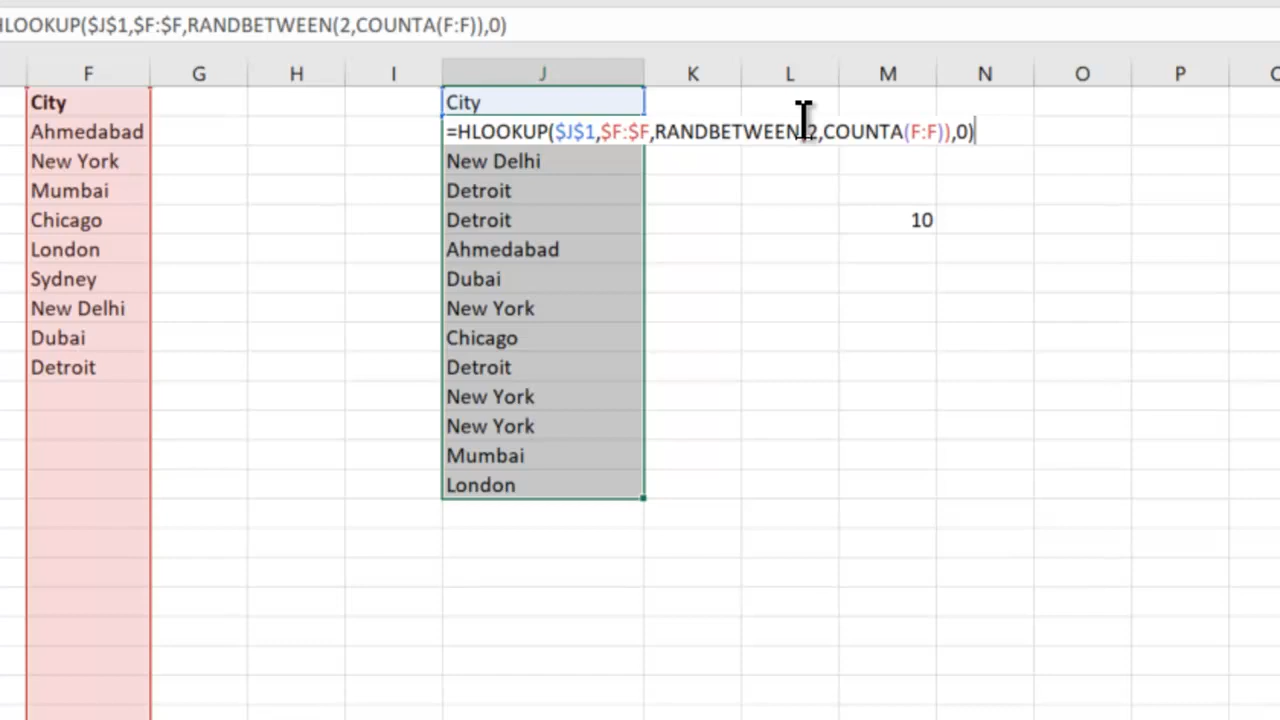 HLOOKUP($J$1,$F:$F,RANDBETWEEN(2,COUNTA(F:F)),0)
F G H I J K L M N O P
City City
Ahmedabad =HLOOKUP($J$1,$F:$F,RANDBETWEEN(2,COUNTA(F:F)),0)
New York New Delhi
Mumbai Detroit
Chicago Detroit 10
London Ahmedabad
Sydney Dubai
New Delhi New York
Dubai Chicago
Detroit Detroit
New York
New York
Mumbai
London